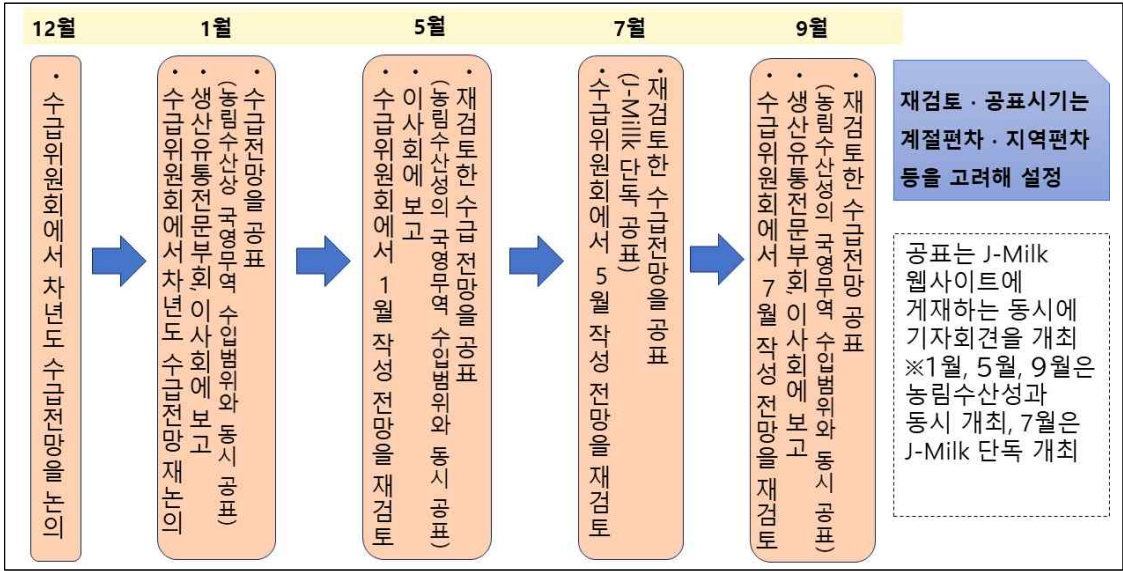 12월
1월
5월
7월
9월
• 수급위원회에서 차년도 수급전망을 논의
• 수급전망을 공표
(농림수산상 국영무역 수입범위와 동시 공표)
• 생산유통전문부회, 이사회에 보고
• 수급위원회에서 차년도 수급전망 재논의
• 재검토한 수급 전망을 공표
(농림수산성의 국영무역 수입범위와 동시 공표)
• 이사회에 보고
• 수급위원회에서 1월 작성 전망을 재검토
• 재검토한 수급전망을 공표
(J-Milk 단독 공표)
• 수급위원회에서 5월 작성 전망을 재검토
• 재검토한 수급전망 공표
(농림수산성의 국영무역 수입범위와 동시 공표)
• 생산유통전문부회, 이사회에 보고
• 수급위원회에서 7월 작성 전망을 재검토
재검토 · 공표시기는
계절편차 · 지역편차
등을 고려해 설정
공표는 J-Milk
웹사이트에
게재하는 동시에
기자회견을 개최
※1월, 5월, 9월은
농림수산성과
동시 개최, 7월은
J-Milk 단독 개최